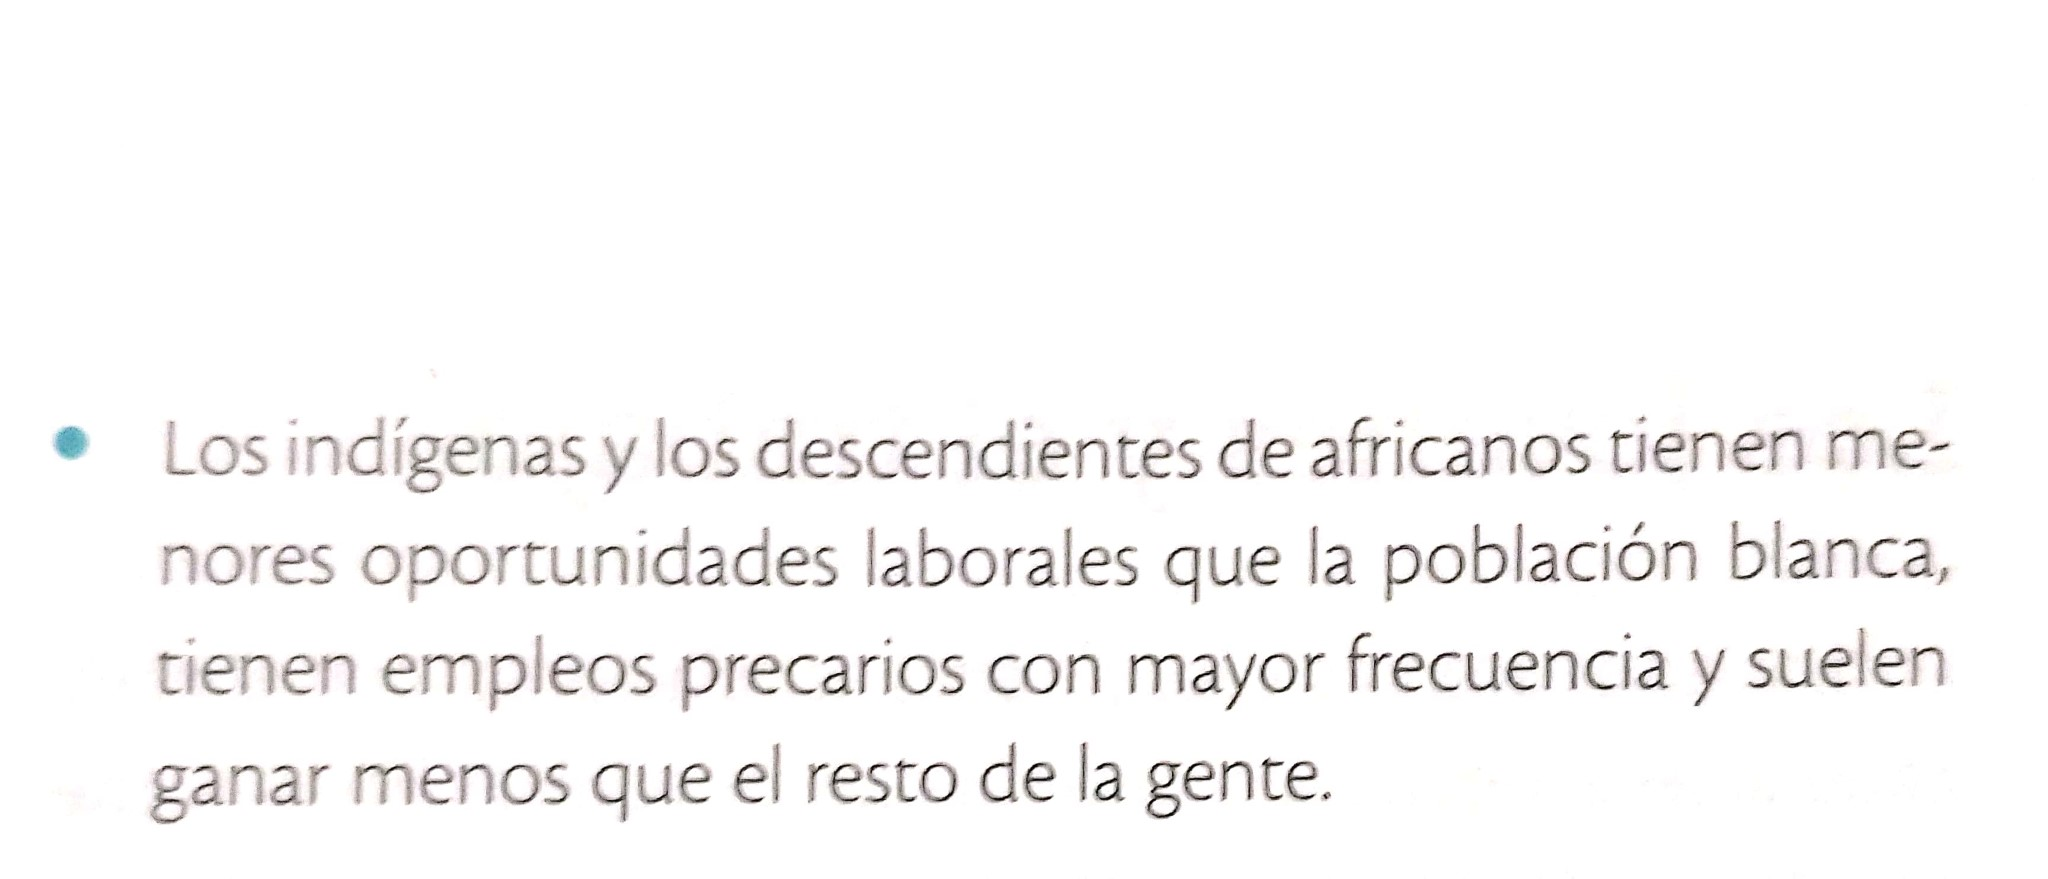 • Los indígenas y los descendientes de africanos tienen me-
nores oportunidades laborales que la población blanca,
tienen empleos precarios con mayor frecuencia y suelen
ganar menos que el resto de la gente.